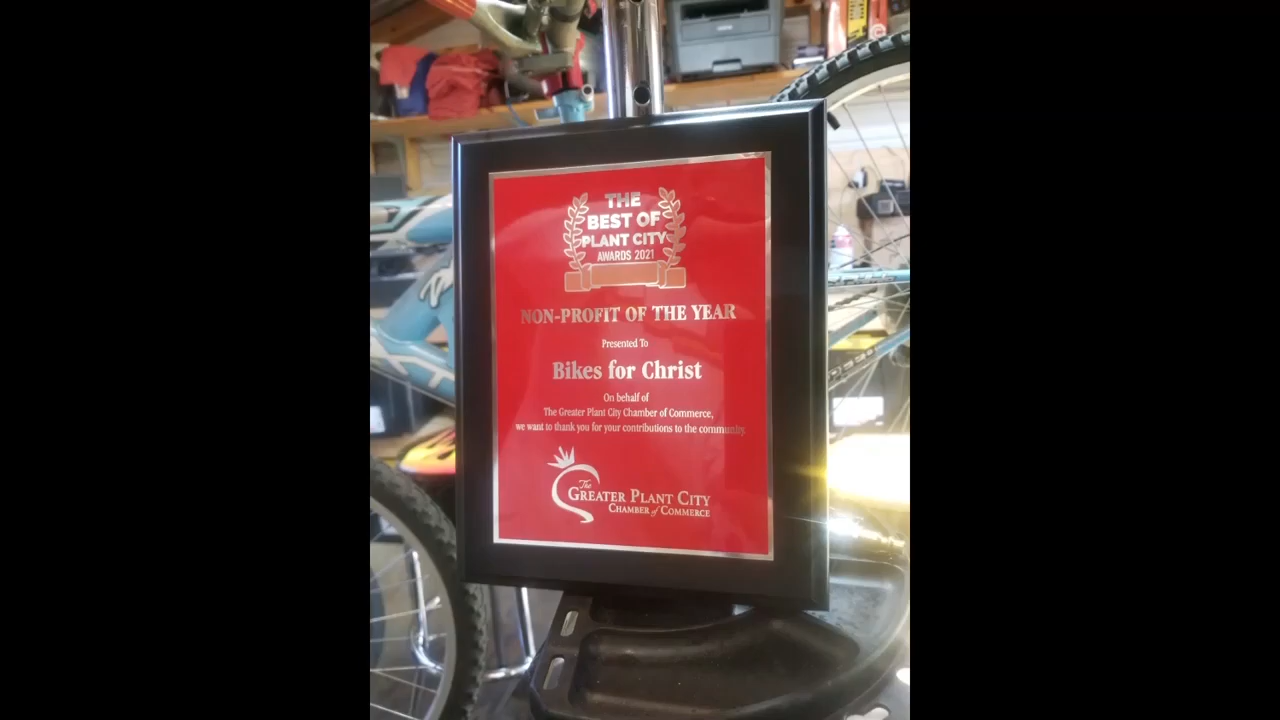 THE
BEST OF
PLANT CITY
AWARDS 2021
NON-PROFIT OF THE YEAR
Presented To
Bikes for Christ
On behalf of
The Greater Plant City Chamber of Commerce,
we want to thank you for your contributions to the community.
The
GREATER PLANT CITY
CHAMBER of COMMERCE